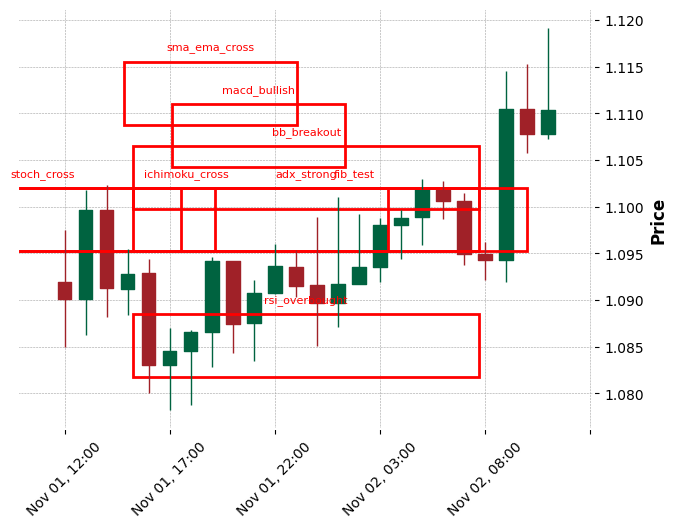 sma_ema_cross
macd_bullish
bb_breakout
stoch_cross
ichimoku_cross
adx_strong
fib_test
rsi_overbought
1.120
1.115
1.110
1.105
1.100
1.095
1.090
1.085
1.080
Price
Nov 01, 12:00
Nov 01, 17:00
Nov 01, 22:00
Nov 02, 03:00
Nov 02, 08:00